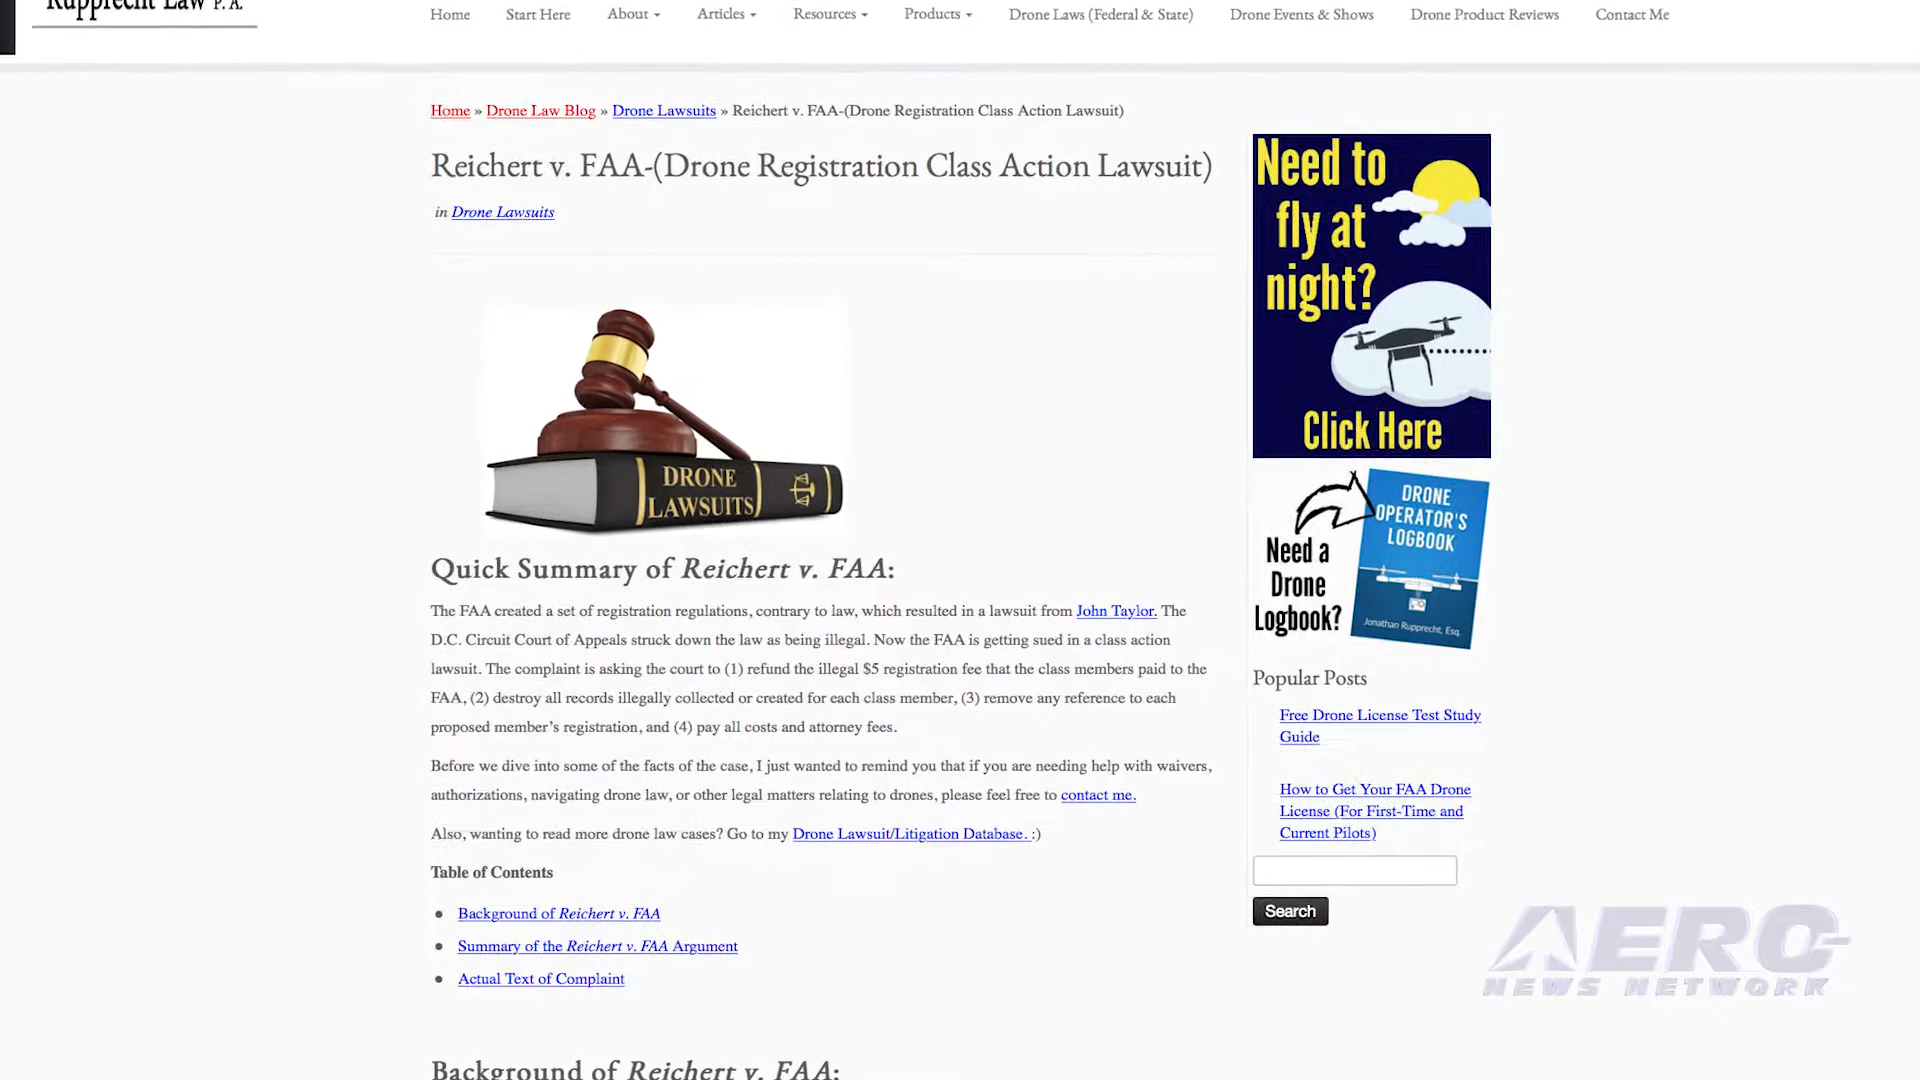 Rupprecht Law P. A.
Home Start Here About Articles Resources Products Drone Laws (Federal & State) Drone Events & Shows Drone Product Reviews Contact Me
Home » Drone Law Blog » Drone Lawsuits » Reichert v. FAA-(Drone Registration Class Action Lawsuit)
Reichert v. FAA-(Drone Registration Class Action Lawsuit)
in Drone Lawsuits
DRONE
LAWSUITS
Quick Summary of Reichert v. FAA:
The FAA created a set of registration regulations, contrary to law, which resulted in a lawsuit from John Taylor. The
D.C. Circuit Court of Appeals struck down the law as being illegal. Now the FAA is getting sued in a class action
lawsuit. The complaint is asking the court to (1) refund the illegal $5 registration fee that the class members paid to the
FAA, (2) destroy all records illegally collected or created for each class member, (3) remove any reference to each
proposed member’s registration, and (4) pay all costs and attorney fees.
Before we dive into some of the facts of the case, I just wanted to remind you that if you are needing help with waivers,
authorizations, navigating drone law, or other legal matters relating to drones, please feel free to contact me.
Also, wanting to read more drone law cases? Go to my Drone Lawsuit/Litigation Database. :)
Table of Contents
Background of Reichert v. FAA
Summary of the Reichert v. FAA Argument
Actual Text of Complaint
Background of Reichert v. FAA:
Need to
fly at
night?
Click Here
DRONE
OPERATOR'S
LOGBOOK
Jonathan Rupprecht, Esq.
Need a
Drone
Logbook?
Popular Posts
Free Drone License Test Study
Guide
How to Get Your FAA Drone
License (For First-Time and
Current Pilots)
Search
AERO
NEWS NETWORK